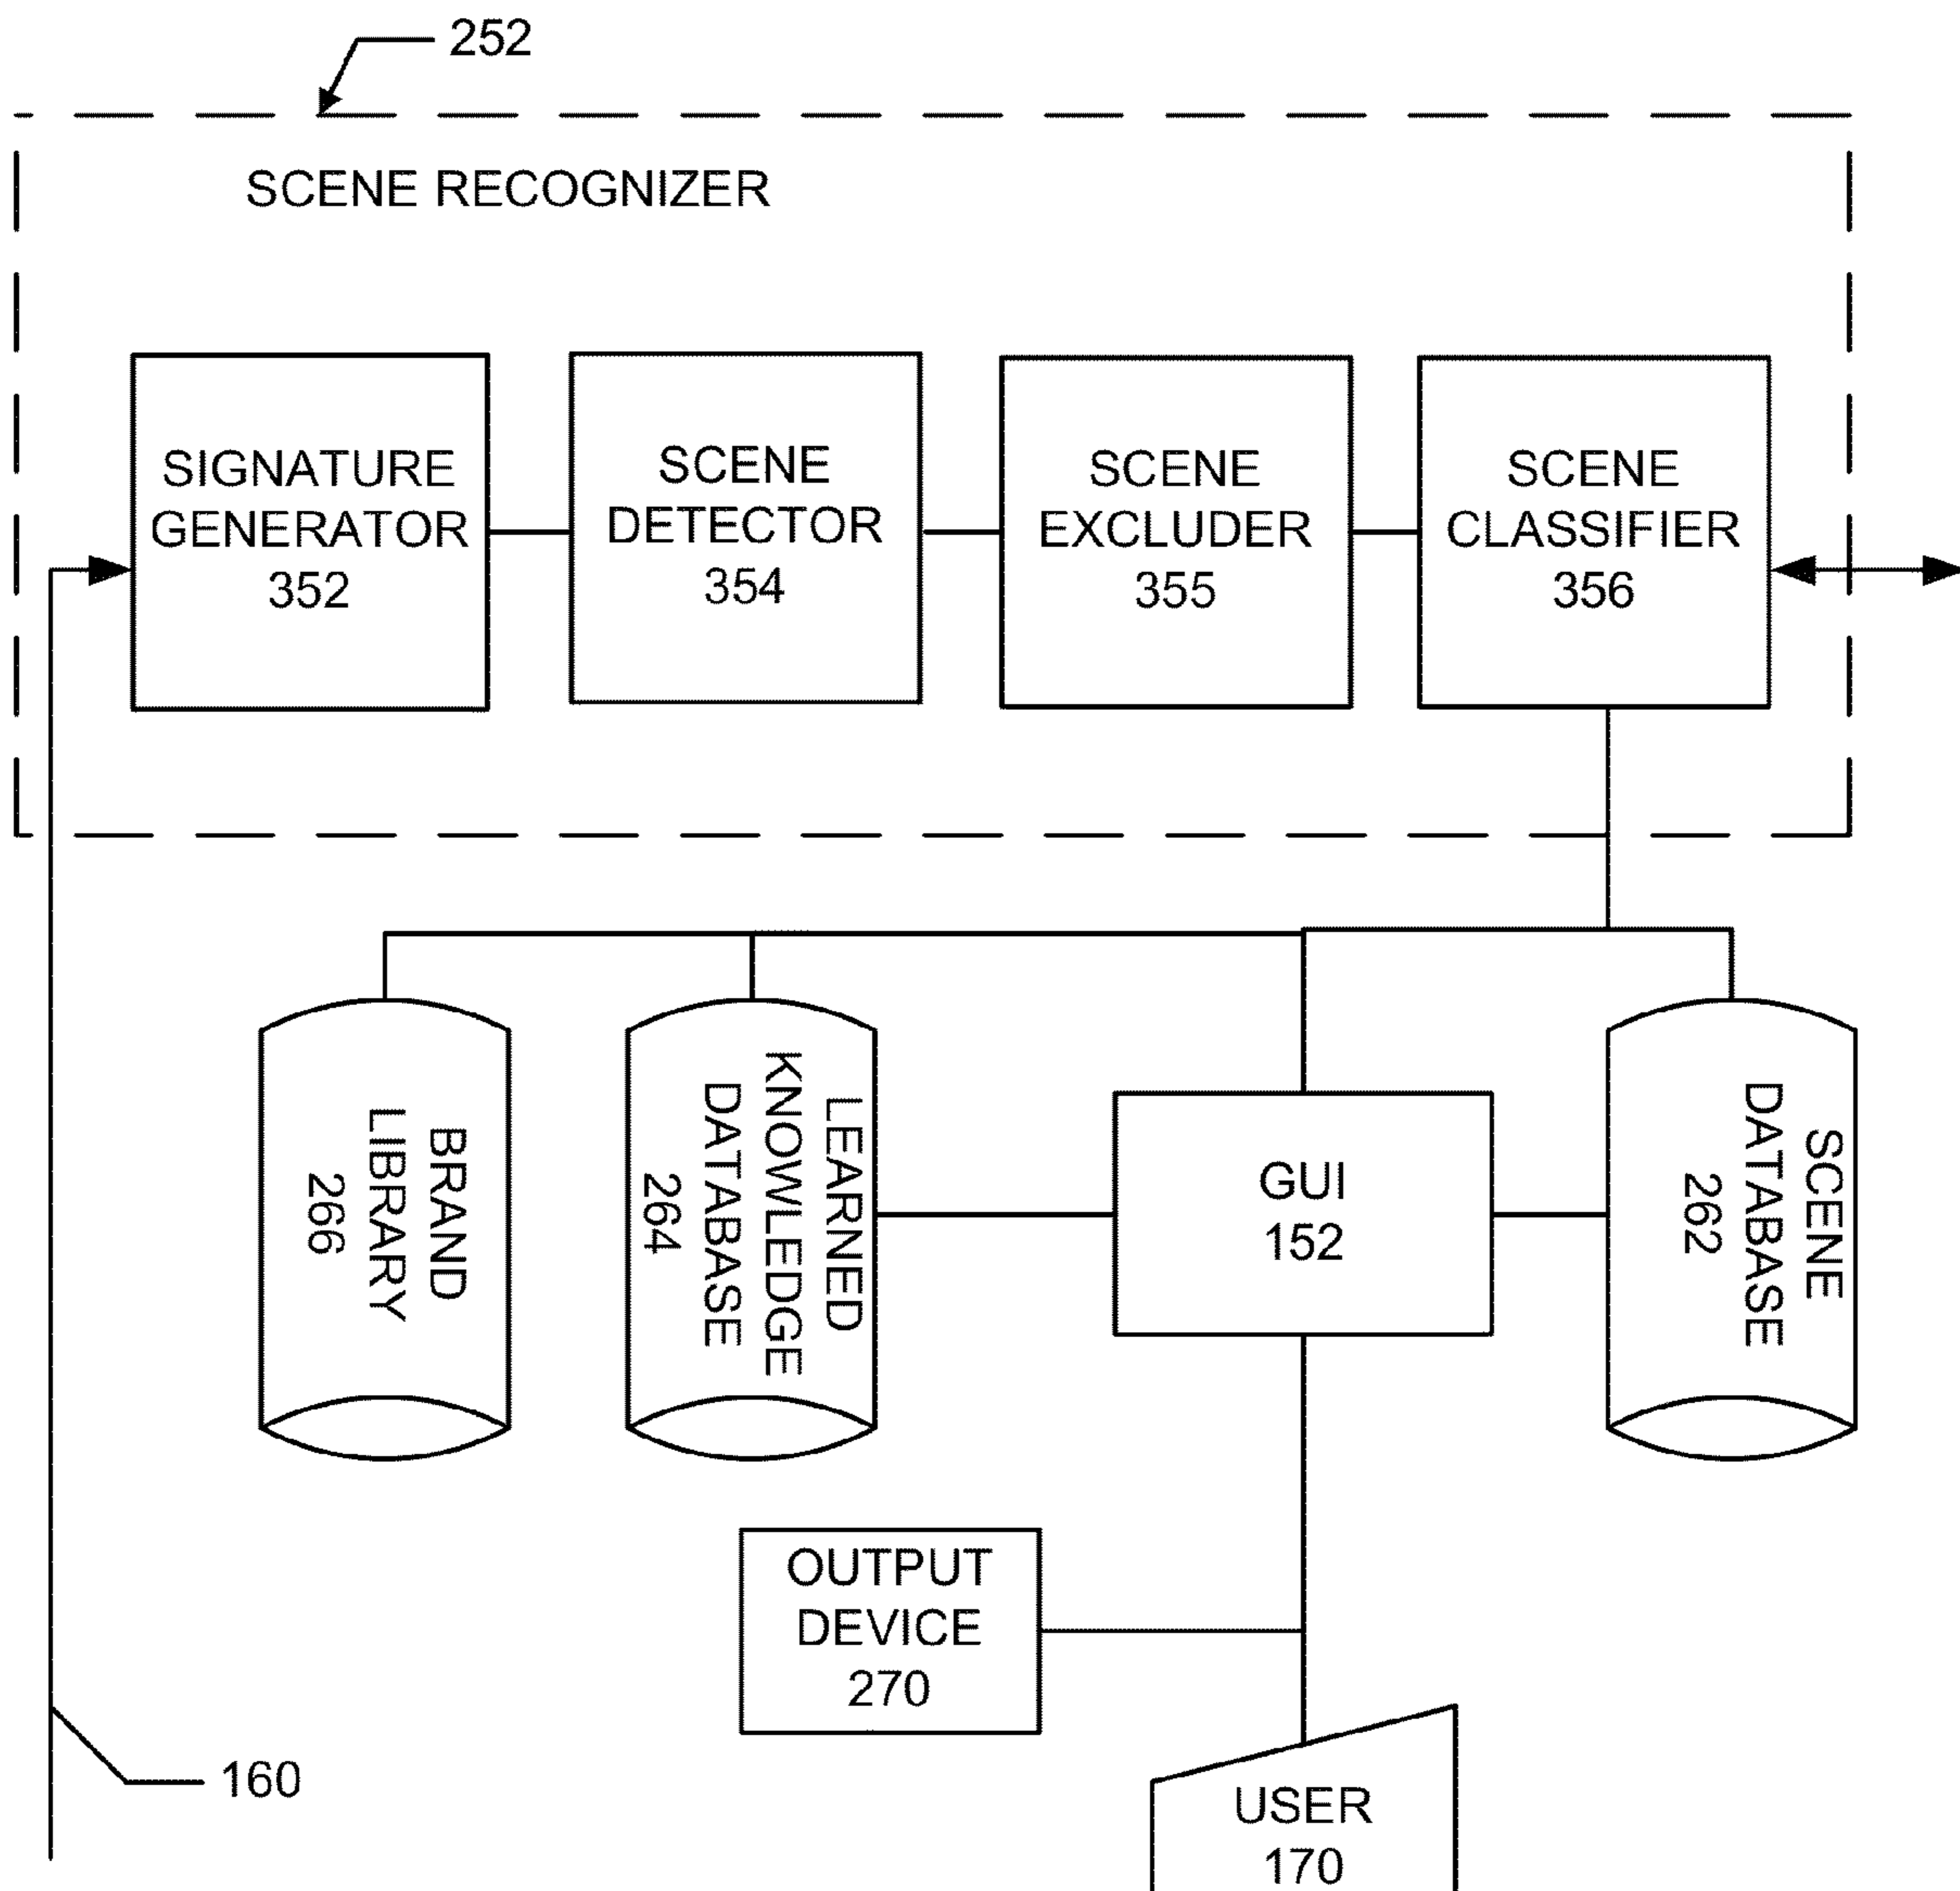 252
SCENE RECOGNIZER
SIGNATURE
GENERATOR
352
SCENE
DETECTOR
354
SCENE
EXCLUDER
355
SCENE
CLASSIFIER
356
BRAND
LIBRARY
266
LEARNED
KNOWLEDGE
DATABASE
264
GUI
152
SCENE
DATABASE
262
OUTPUT
DEVICE
270
160
USER
170